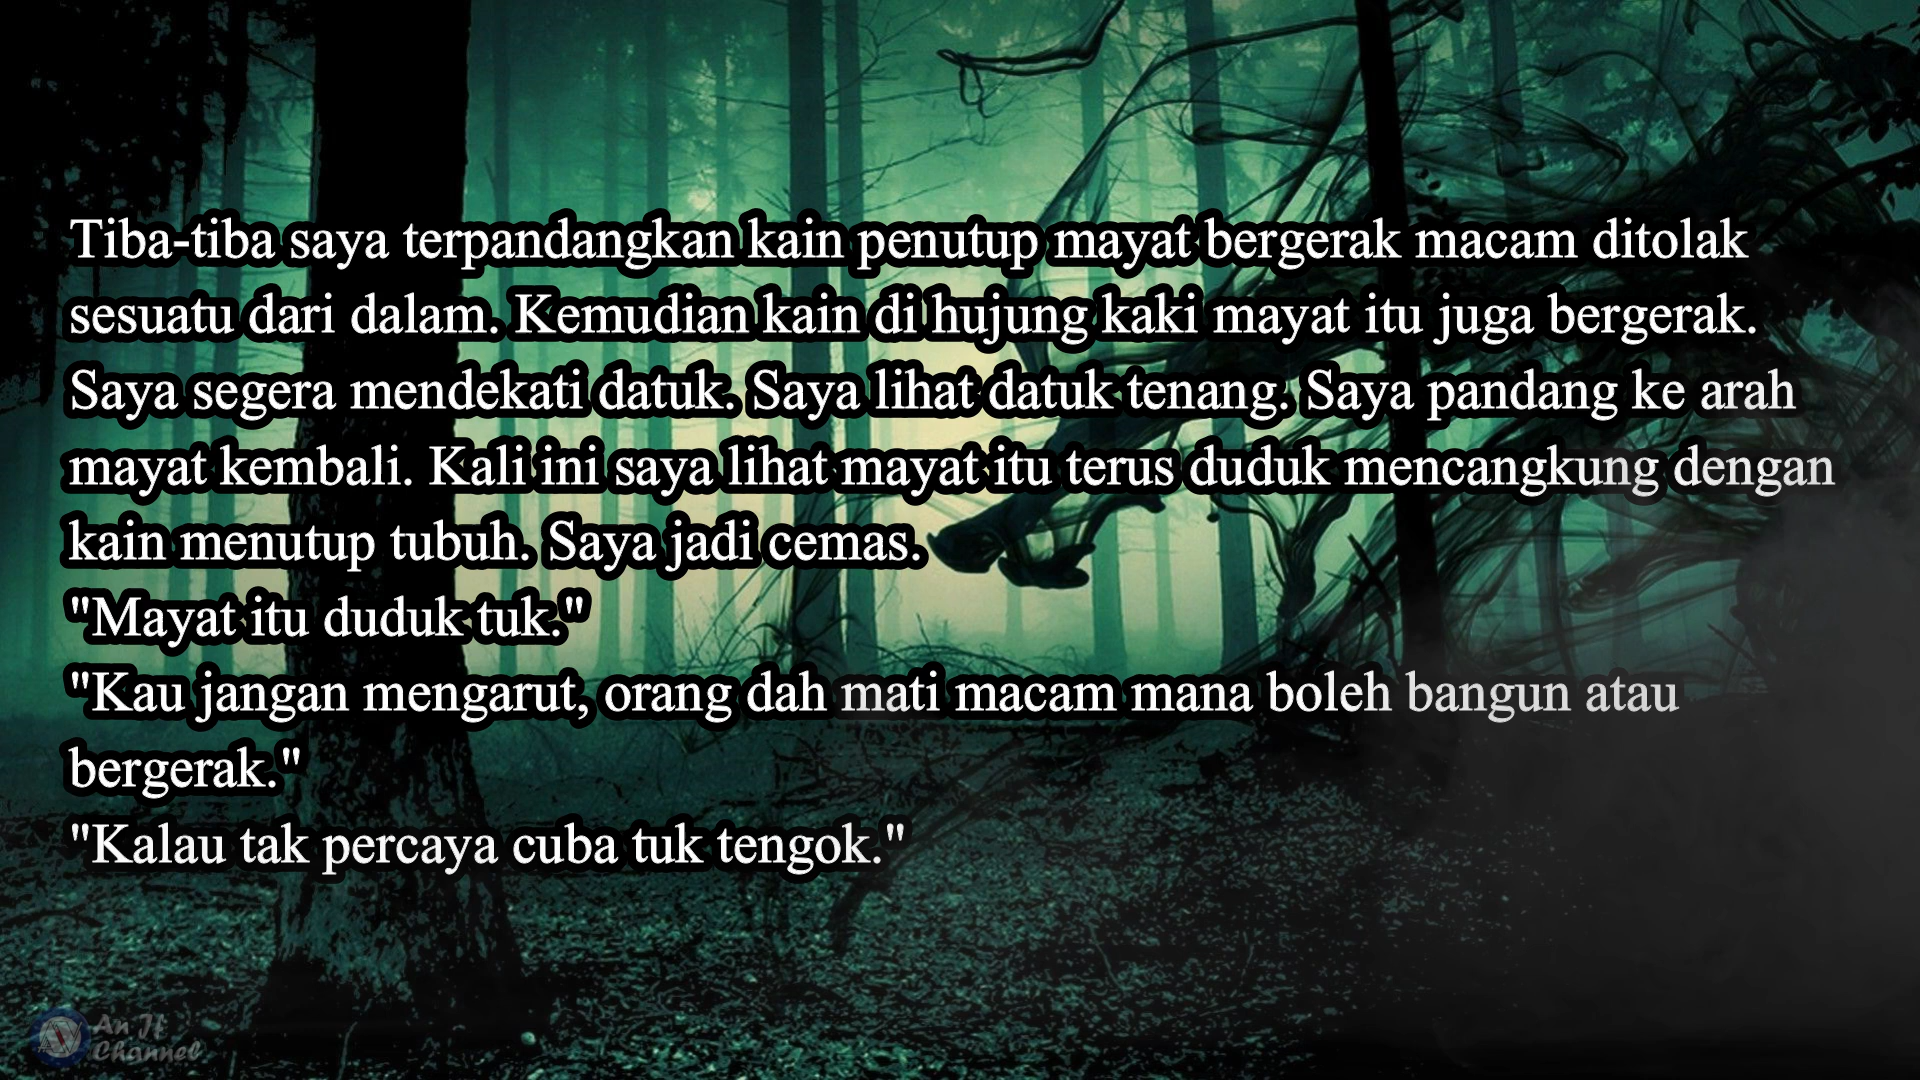 Tiba-tiba saya terpandangkan kain penutup mayat bergerak macam ditolak
sesuatu dari dalam. Kemudian kain di hujung kaki mayat itu juga bergerak.
Saya segera mendekati datuk. Saya lihat datuk tenang. Saya pandang ke arah
mayat kembali. Kali ini saya lihat mayat itu terus duduk mencangkung dengan
kain menutup tubuh. Saya jadi cemas.
"Mayat itu duduk tuk."
"Kau jangan mengarut, orang dah mati macam mana boleh bangun atau
bergerak."
"Kalau tak percaya cuba tuk tengok."
Channel